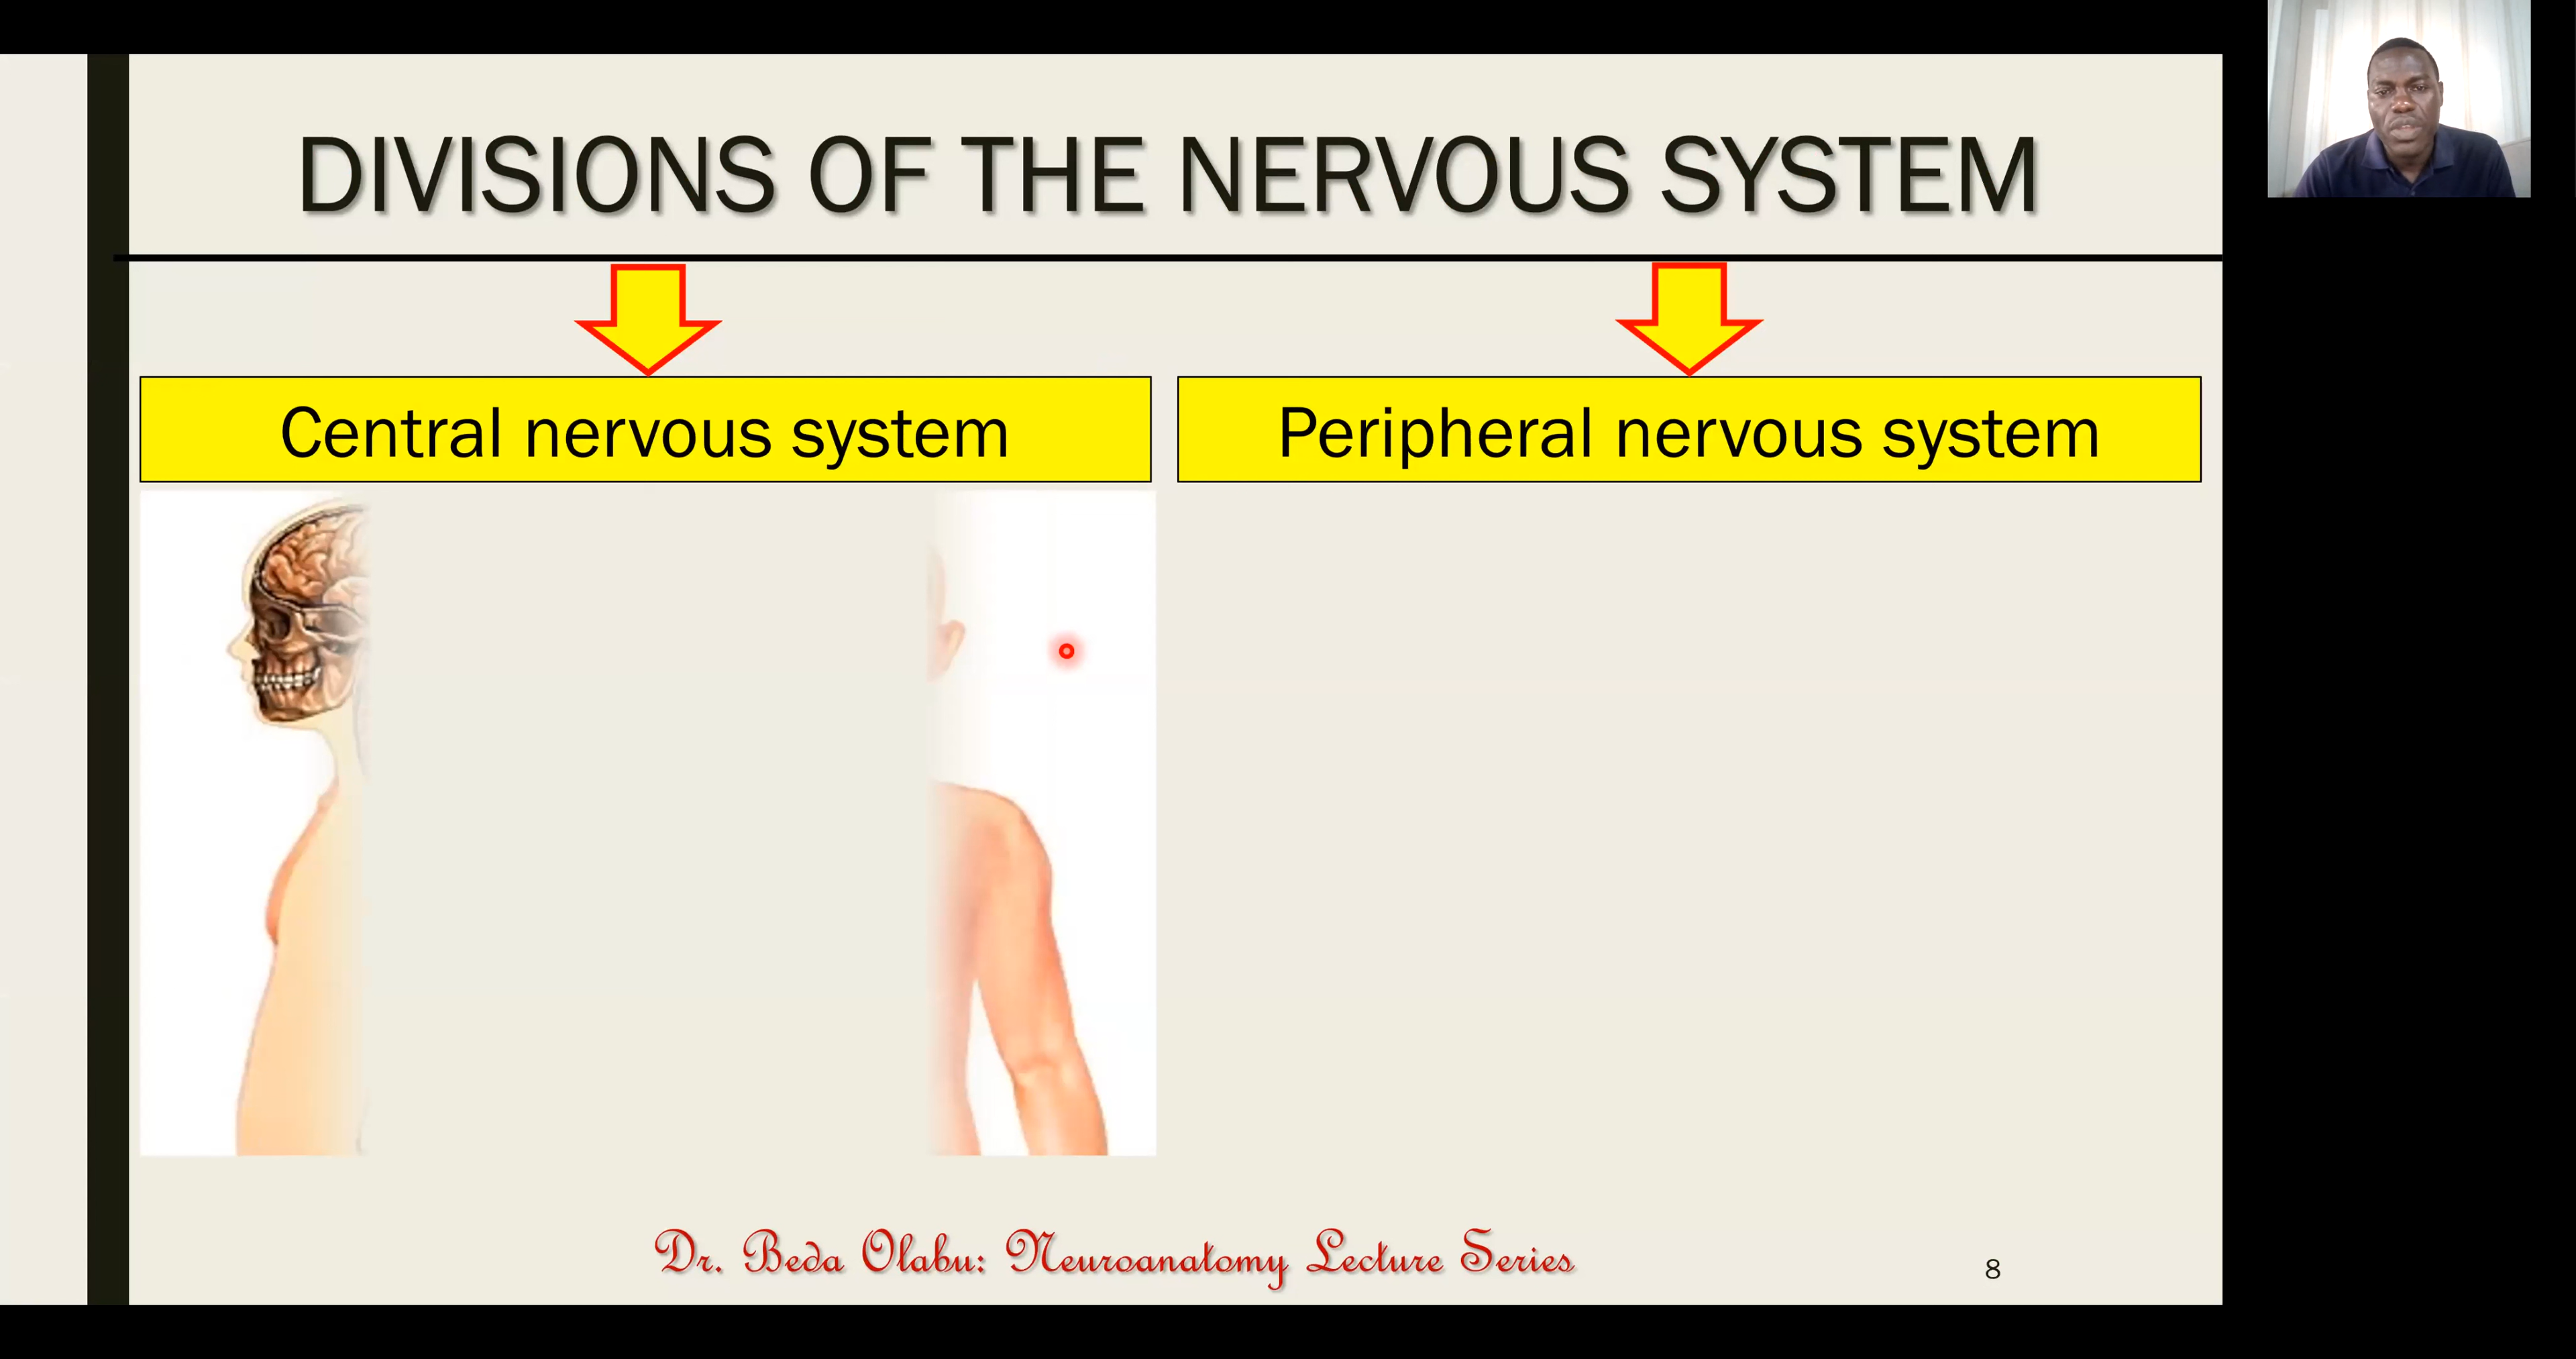 DIVISIONS OF THE NERVOUS SYSTEM
Central nervous system
Peripheral nervous system
Dr. Beda Olabu: Neuroanatomy Lecture Series
8